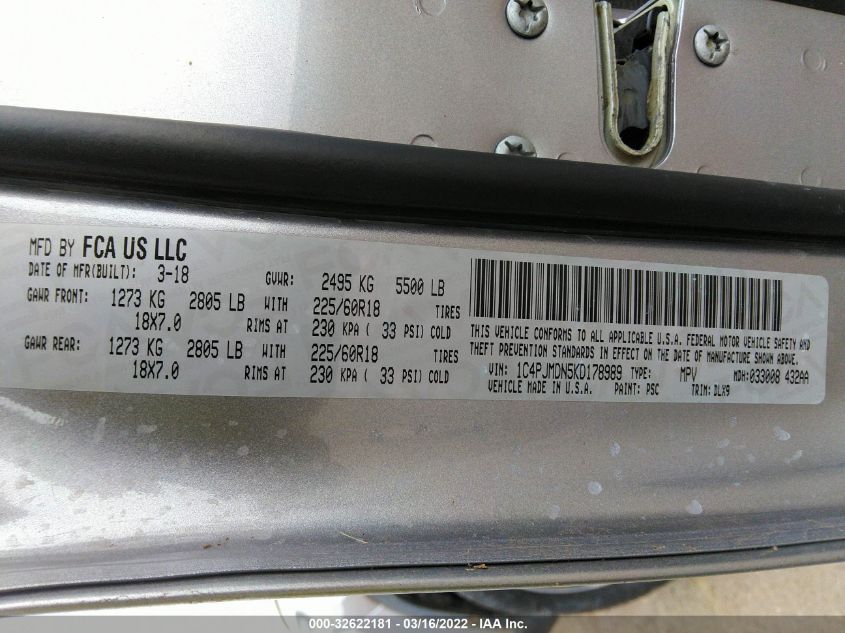 MFD BY FCA US LLC
DATE OF MFR(BUILT): 3-18 GVWR: 2495 KG 5500 LB
GAWR FRONT: 1273 KG 2805 LB WITH 225/60R18 TIRES
18X7.0 RIMS AT 230 KPA ( 33 PSI) COLD
GAWR REAR: 1273 KG 2805 LB WITH 225/60R18 TIRES
18X7.0 RIMS AT 230 KPA ( 33 PSI) COLD
THIS VEHICLE CONFORMS TO ALL APPLICABLE U.S.A. FEDERAL MOTOR VEHICLE SAFETY AND
THEFT PREVENTION STANDARDS IN EFFECT ON THE DATE OF MANUFACTURE SHOWN ABOVE.
VIN: 1C4PJMDN5KD178989 TYPE: MPV MDH:033008 432AA
VEHICLE MADE IN U.S.A. PAINT: PSC TRIM: DLX9
000-32622181 - 03/16/2022 - IAA Inc.